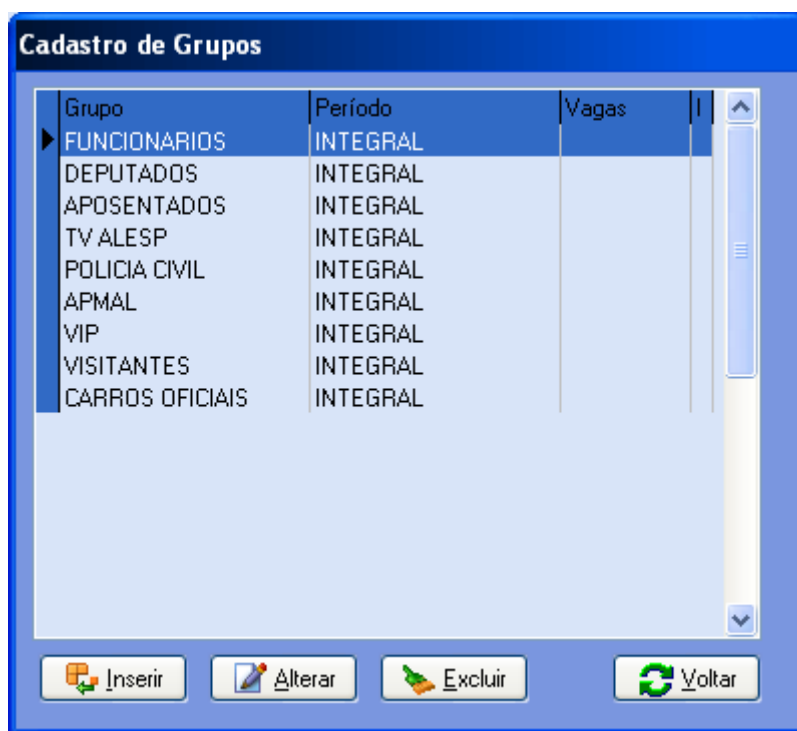 Cadastro de Grupos
Grupo Período Vagas I
FUNCIONARIOS INTEGRAL
DEPUTADOS INTEGRAL
APOSENTADOS INTEGRAL
TV ALESP INTEGRAL
POLICIA CIVIL INTEGRAL
APMAL INTEGRAL
VIP INTEGRAL
VISITANTES INTEGRAL
CARROS OFICIAIS INTEGRAL
Inserir Alterar Excluir Voltar